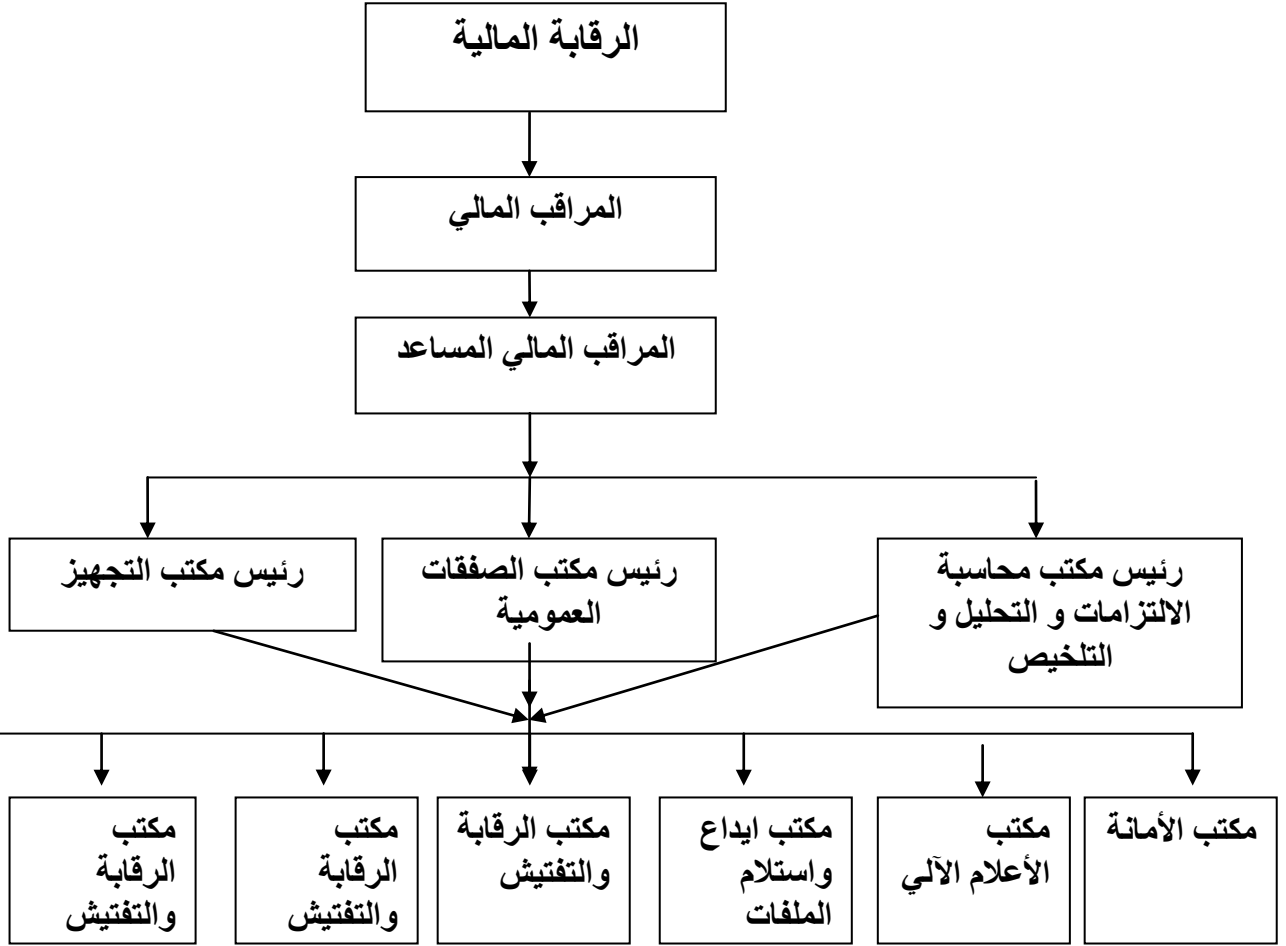 الرقابة المالية
المراقب المالي
المراقب المالي المساعد
رئيس مكتب محاسبة
الالتزامات و التحليل و
التلخيص
رئيس مكتب الصفقات
العمومية
رئيس مكتب التجهيز
مكتب الأمانة
مكتب
الأعلام الآلي
مكتب ايداع
واستلام
الملفات
مكتب الرقابة
والتفتيش
مكتب
الرقابة
والتفتيش
مكتب
الرقابة
والتفتيش